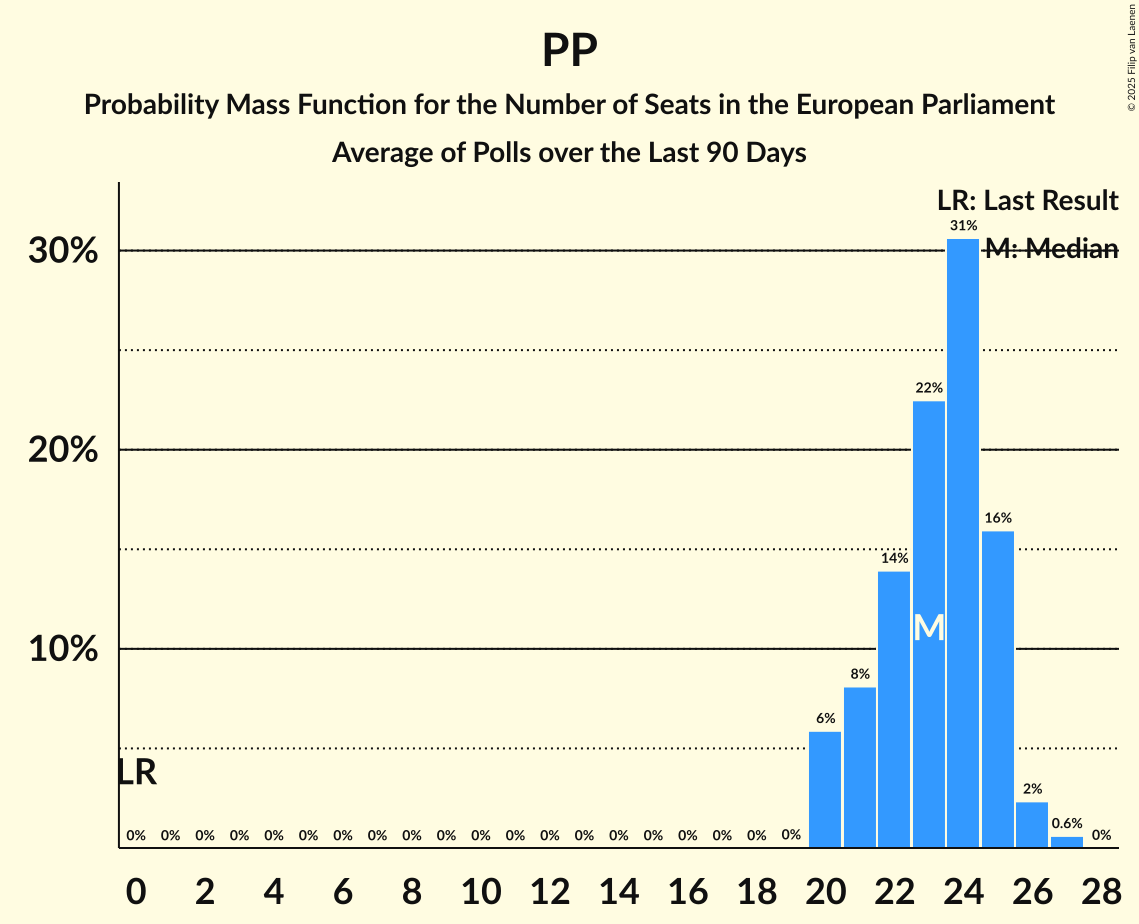 PP
Probability Mass Function for the Number of Seats in the European Parliament
Average of Polls over the Last 90 Days
© 2025 Filip van Laenen
LR: Last Result
M: Median
30%
20%
10%
31%
22%
16%
14%
M
8%
6%
LR
2%
0.6%
0% 0% 0% 0% 0% 0% 0% 0% 0% 0% 0% 0% 0% 0% 0% 0% 0% 0% 0% 0% 0%
0 2 4 6 8 10 12 14 16 18 20 22 24 26 28